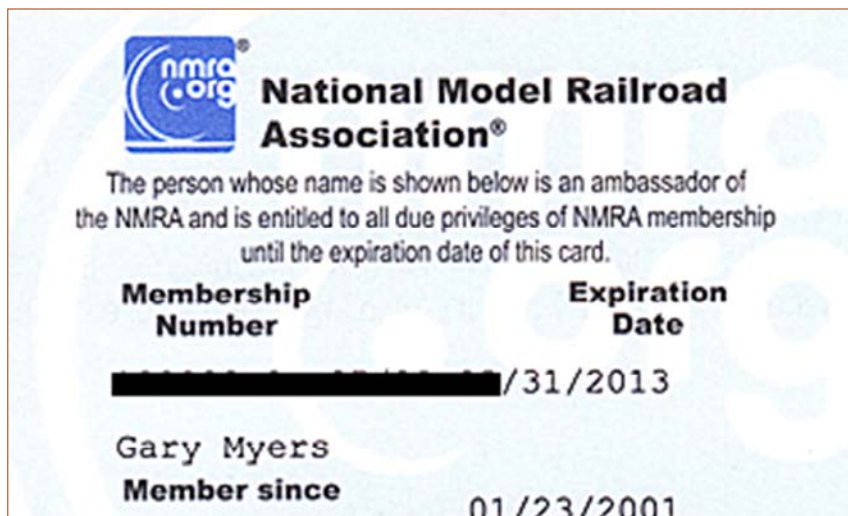 nmra
.org ®
National Model Railroad
Association®
The person whose name is shown below is an ambassador of
the NMRA and is entitled to all due privileges of NMRA membership
until the expiration date of this card.
Membership Expiration
Number Date
/31/2013
Gary Myers
Member since
01/23/2001